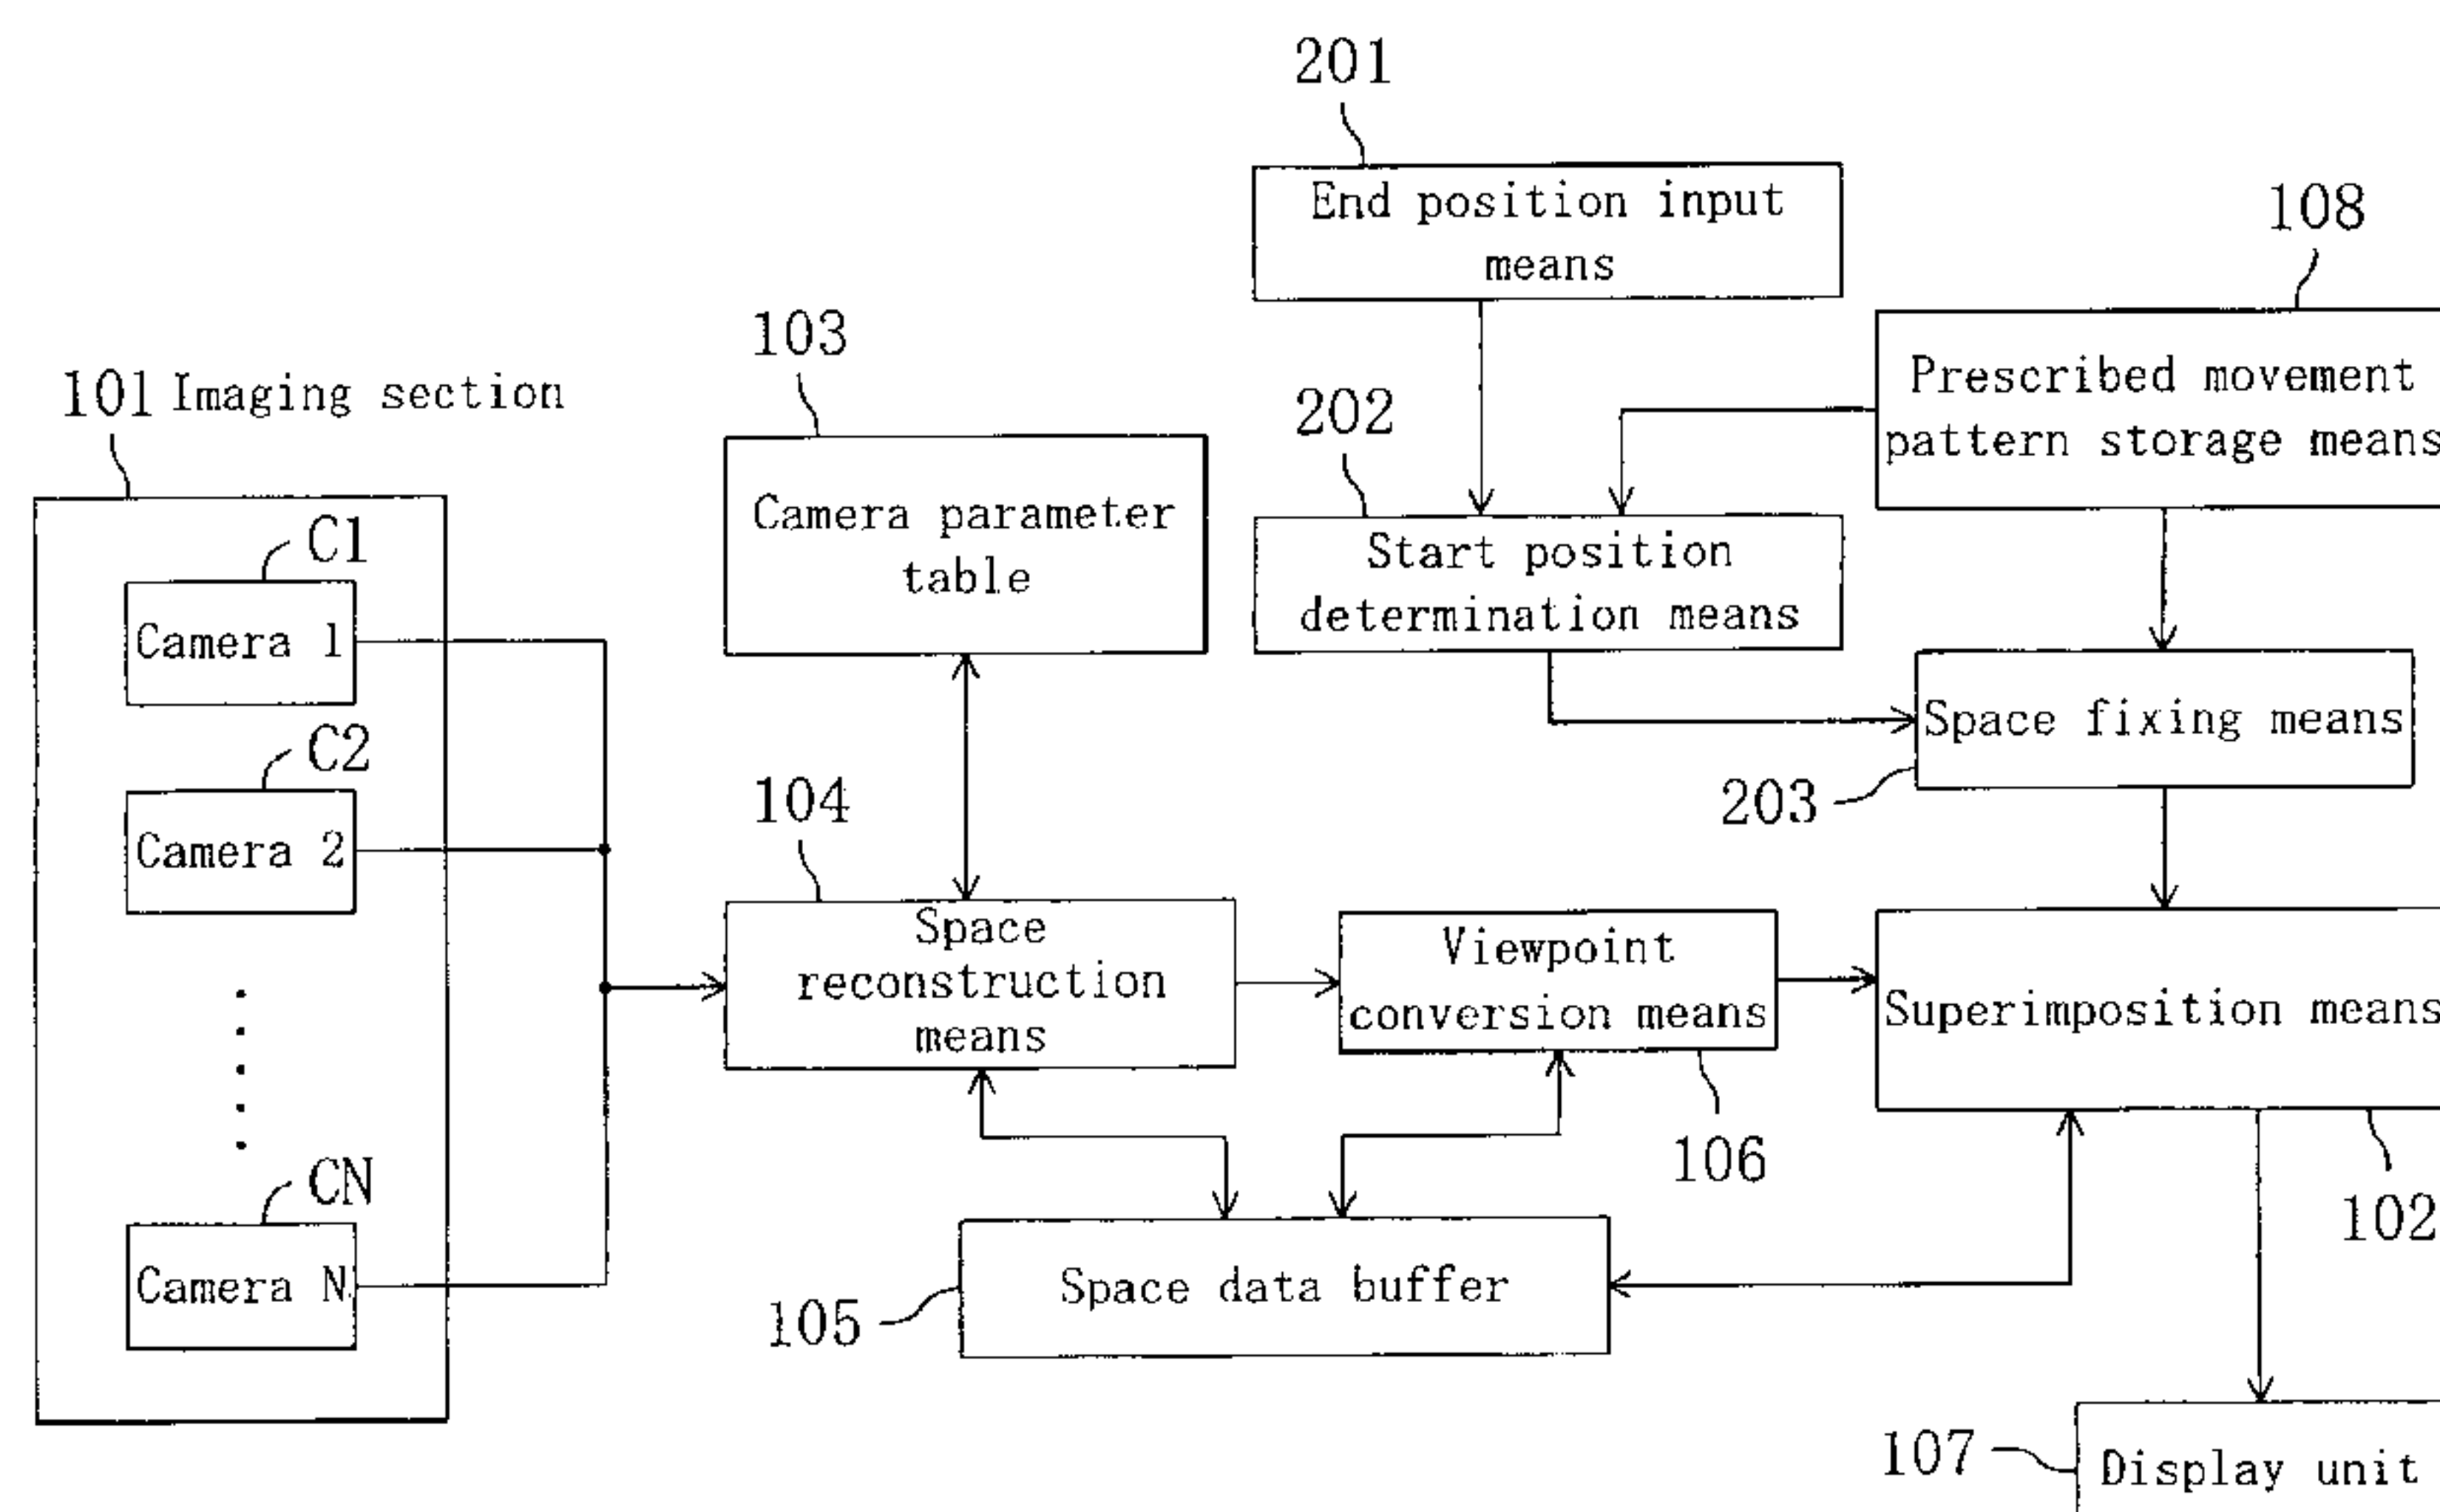 201
End position input
means
108
Prescribed movement
pattern storage means
103
Camera parameter
table
202
Start position
determination means
101 Imaging section
C1
Camera 1
C2
Camera 2
CN
Camera N
Space fixing means
203
104
Space
reconstruction
means
Viewpoint
conversion means
106
Superimposition means
102
Space data buffer
105
107
Display unit